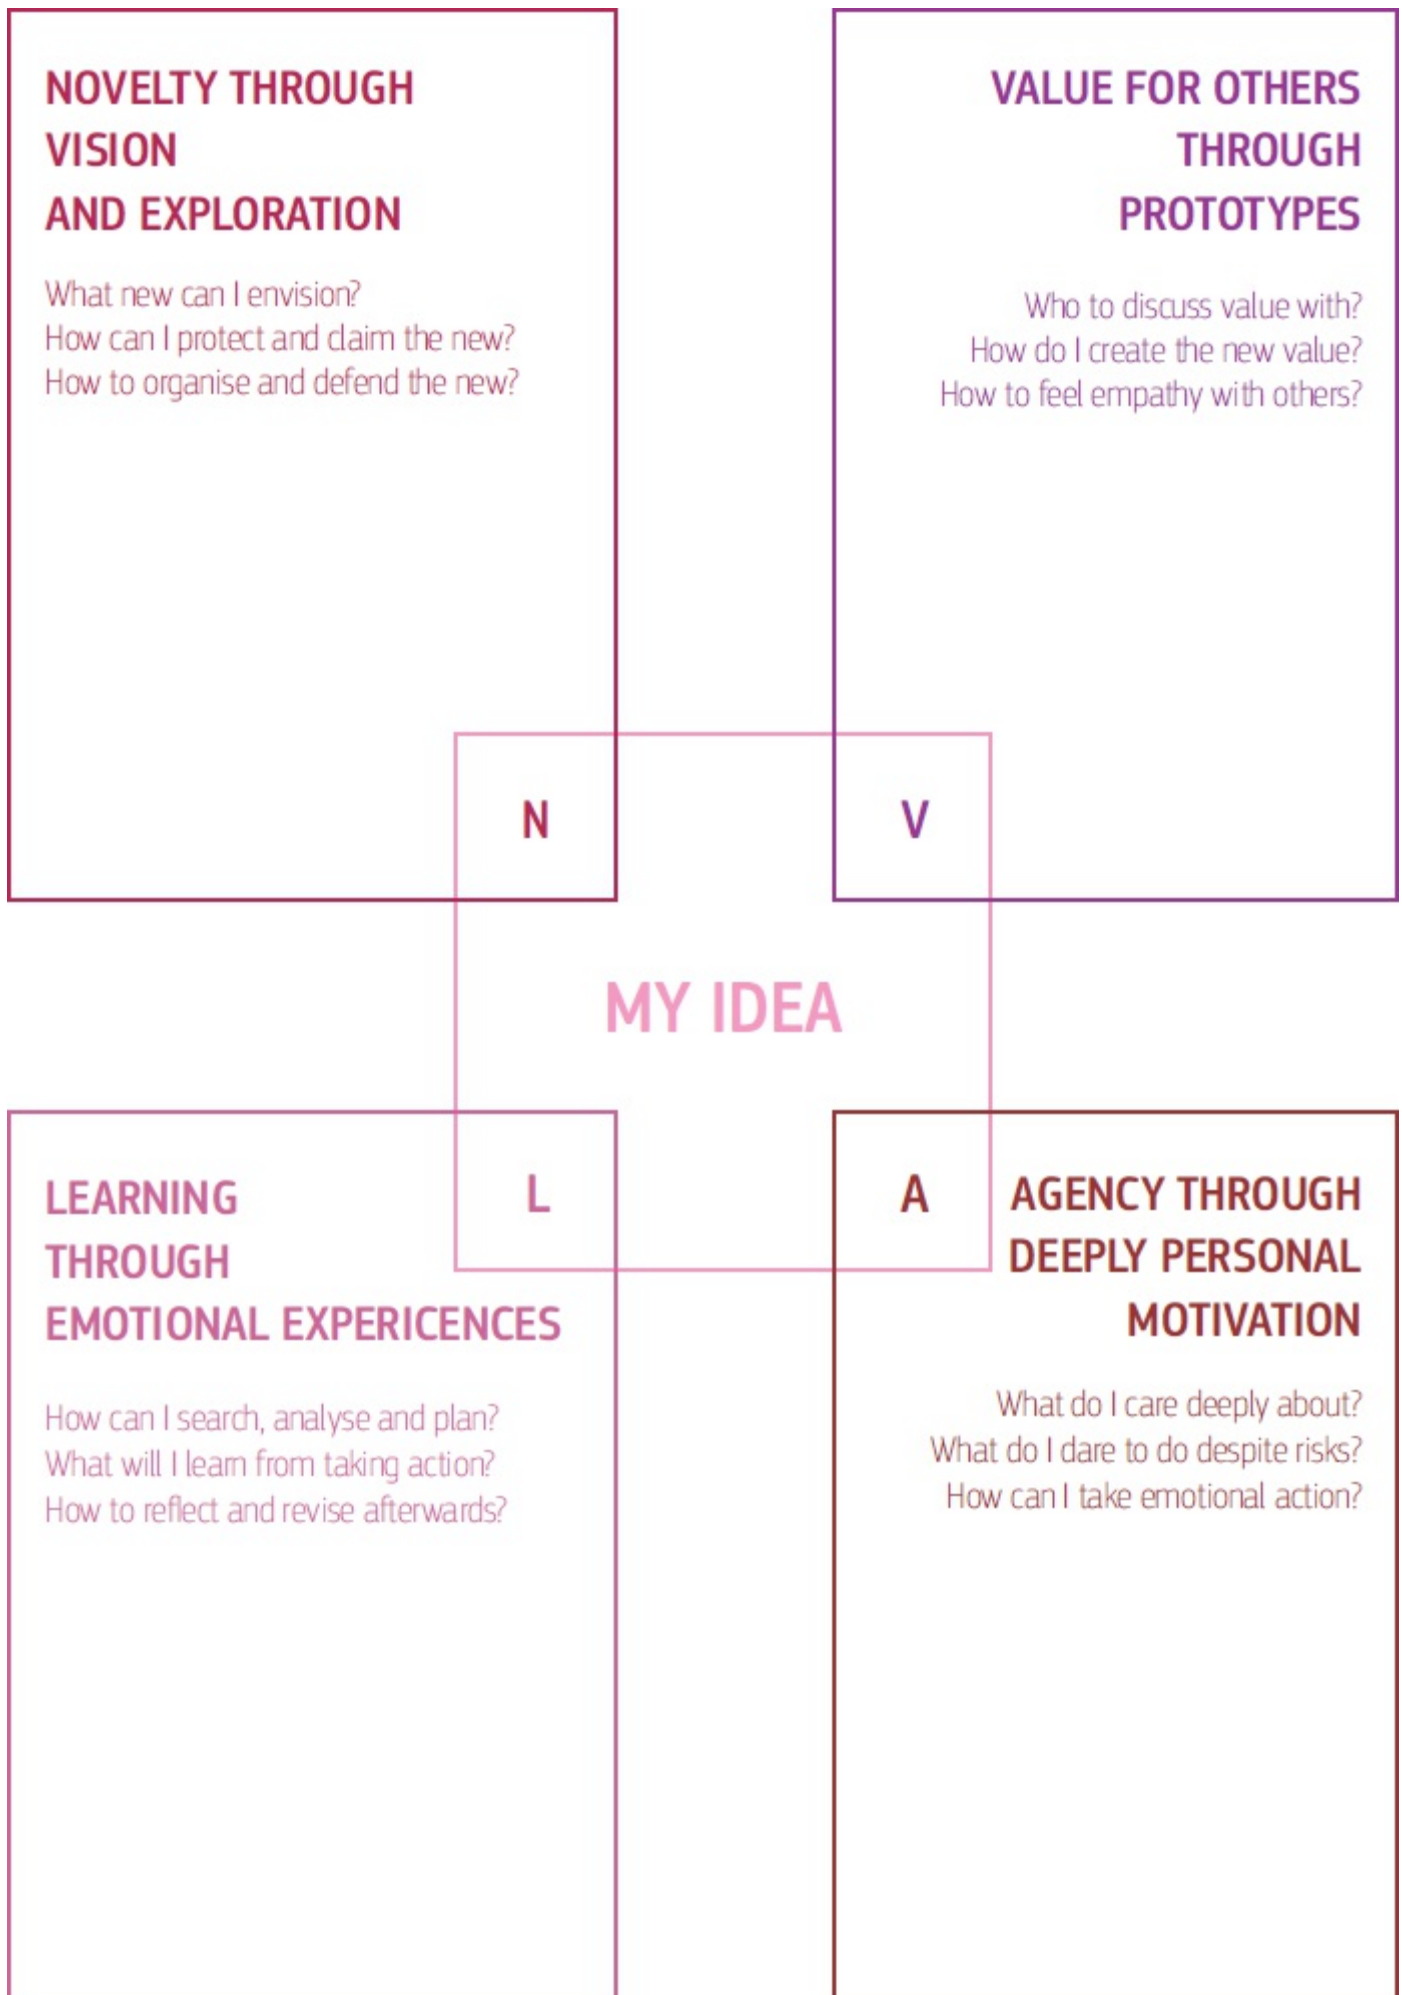 NOVELTY THROUGH
VISION
AND EXPLORATION
What new can I envision?
How can I protect and claim the new?
How to organise and defend the new?
VALUE FOR OTHERS
THROUGH
PROTOTYPES
Who to discuss value with?
How do I create the new value?
How to feel empathy with others?
N
V
MY IDEA
L
A
LEARNING
THROUGH
EMOTIONAL EXPERICENCES
How can I search, analyse and plan?
What will I learn from taking action?
How to reflect and revise afterwards?
AGENCY THROUGH
DEEPLY PERSONAL
MOTIVATION
What do I care deeply about?
What do I dare to do despite risks?
How can I take emotional action?